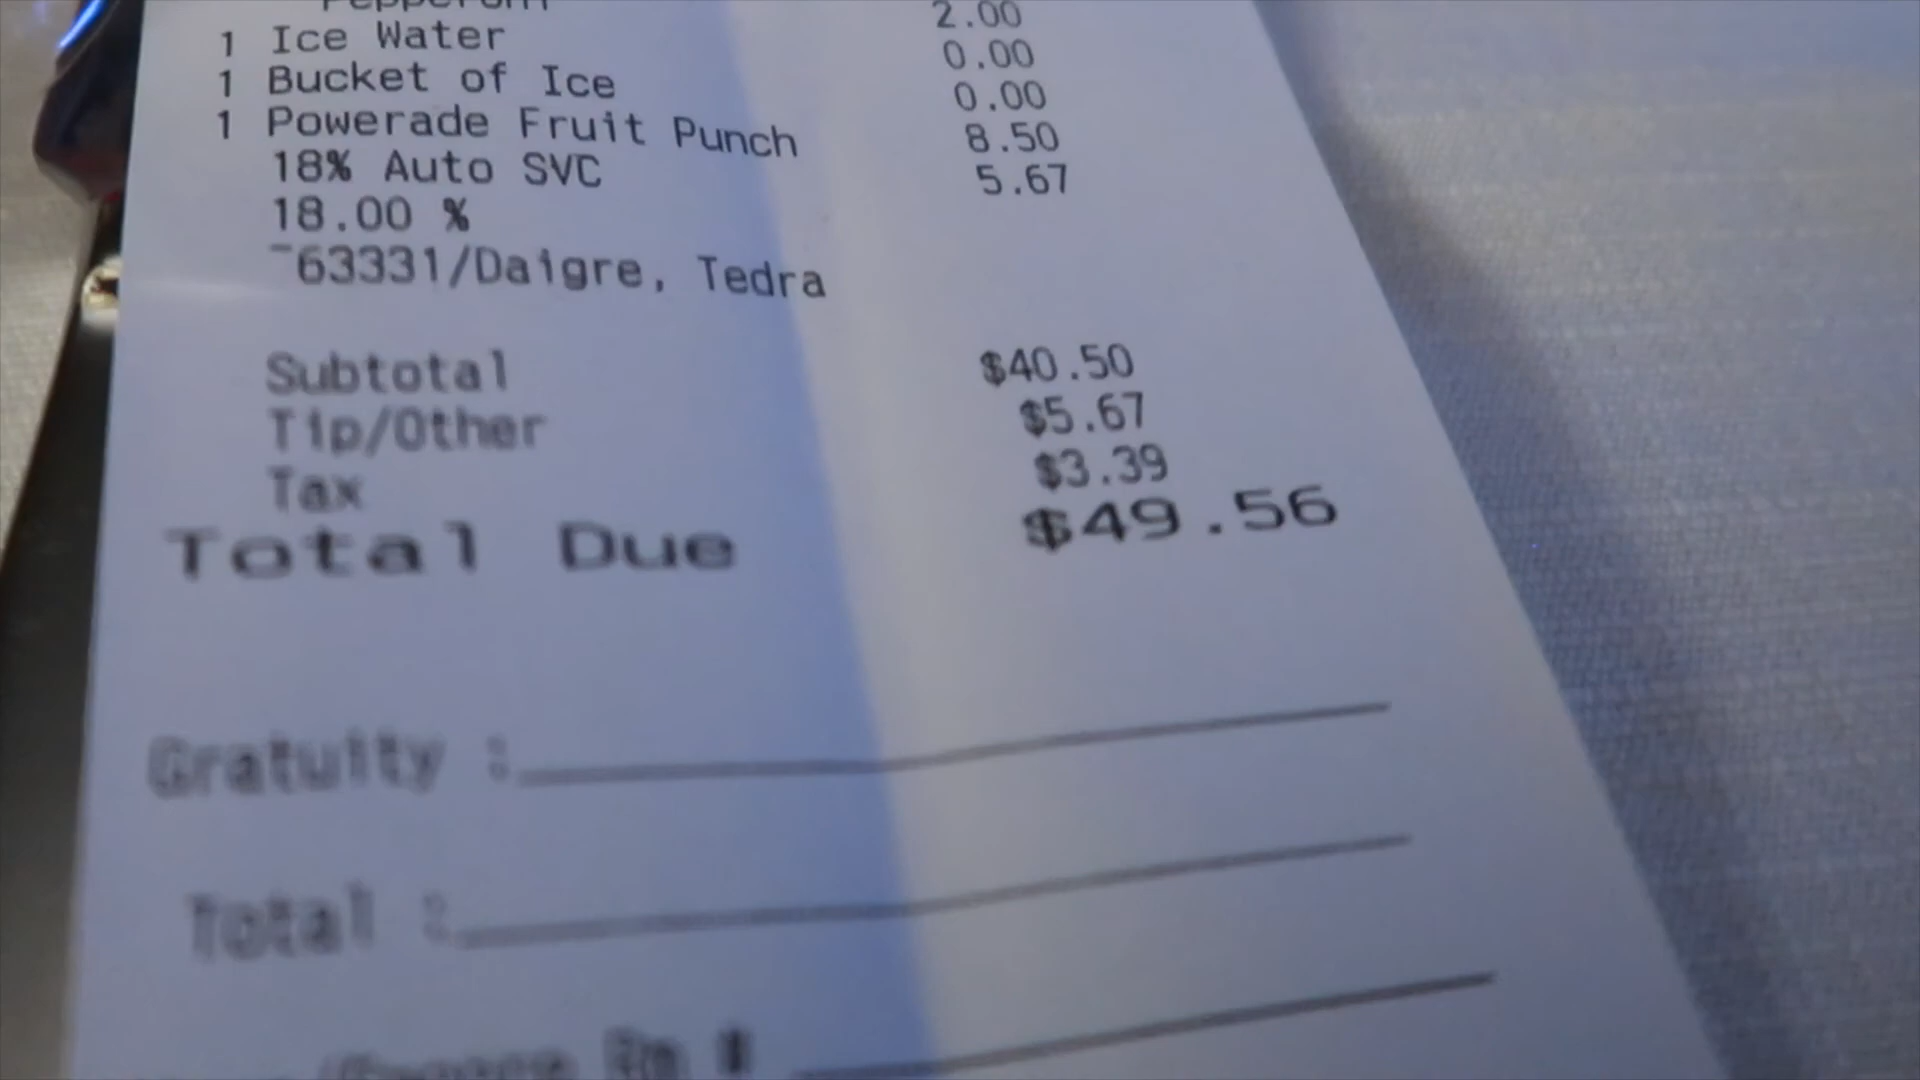 Pepperoni 2.00
1 Ice Water 0.00
1 Bucket of Ice 0.00
1 Powerade Fruit Punch 8.50
18% Auto SVC 5.67
18.00 %
~63331/Daigre, Tedra
Subtotal $40.50
Tip/Other $5.67
Tax $3.39
Total Due $49.56
Gratuity :
Total :
Rm #